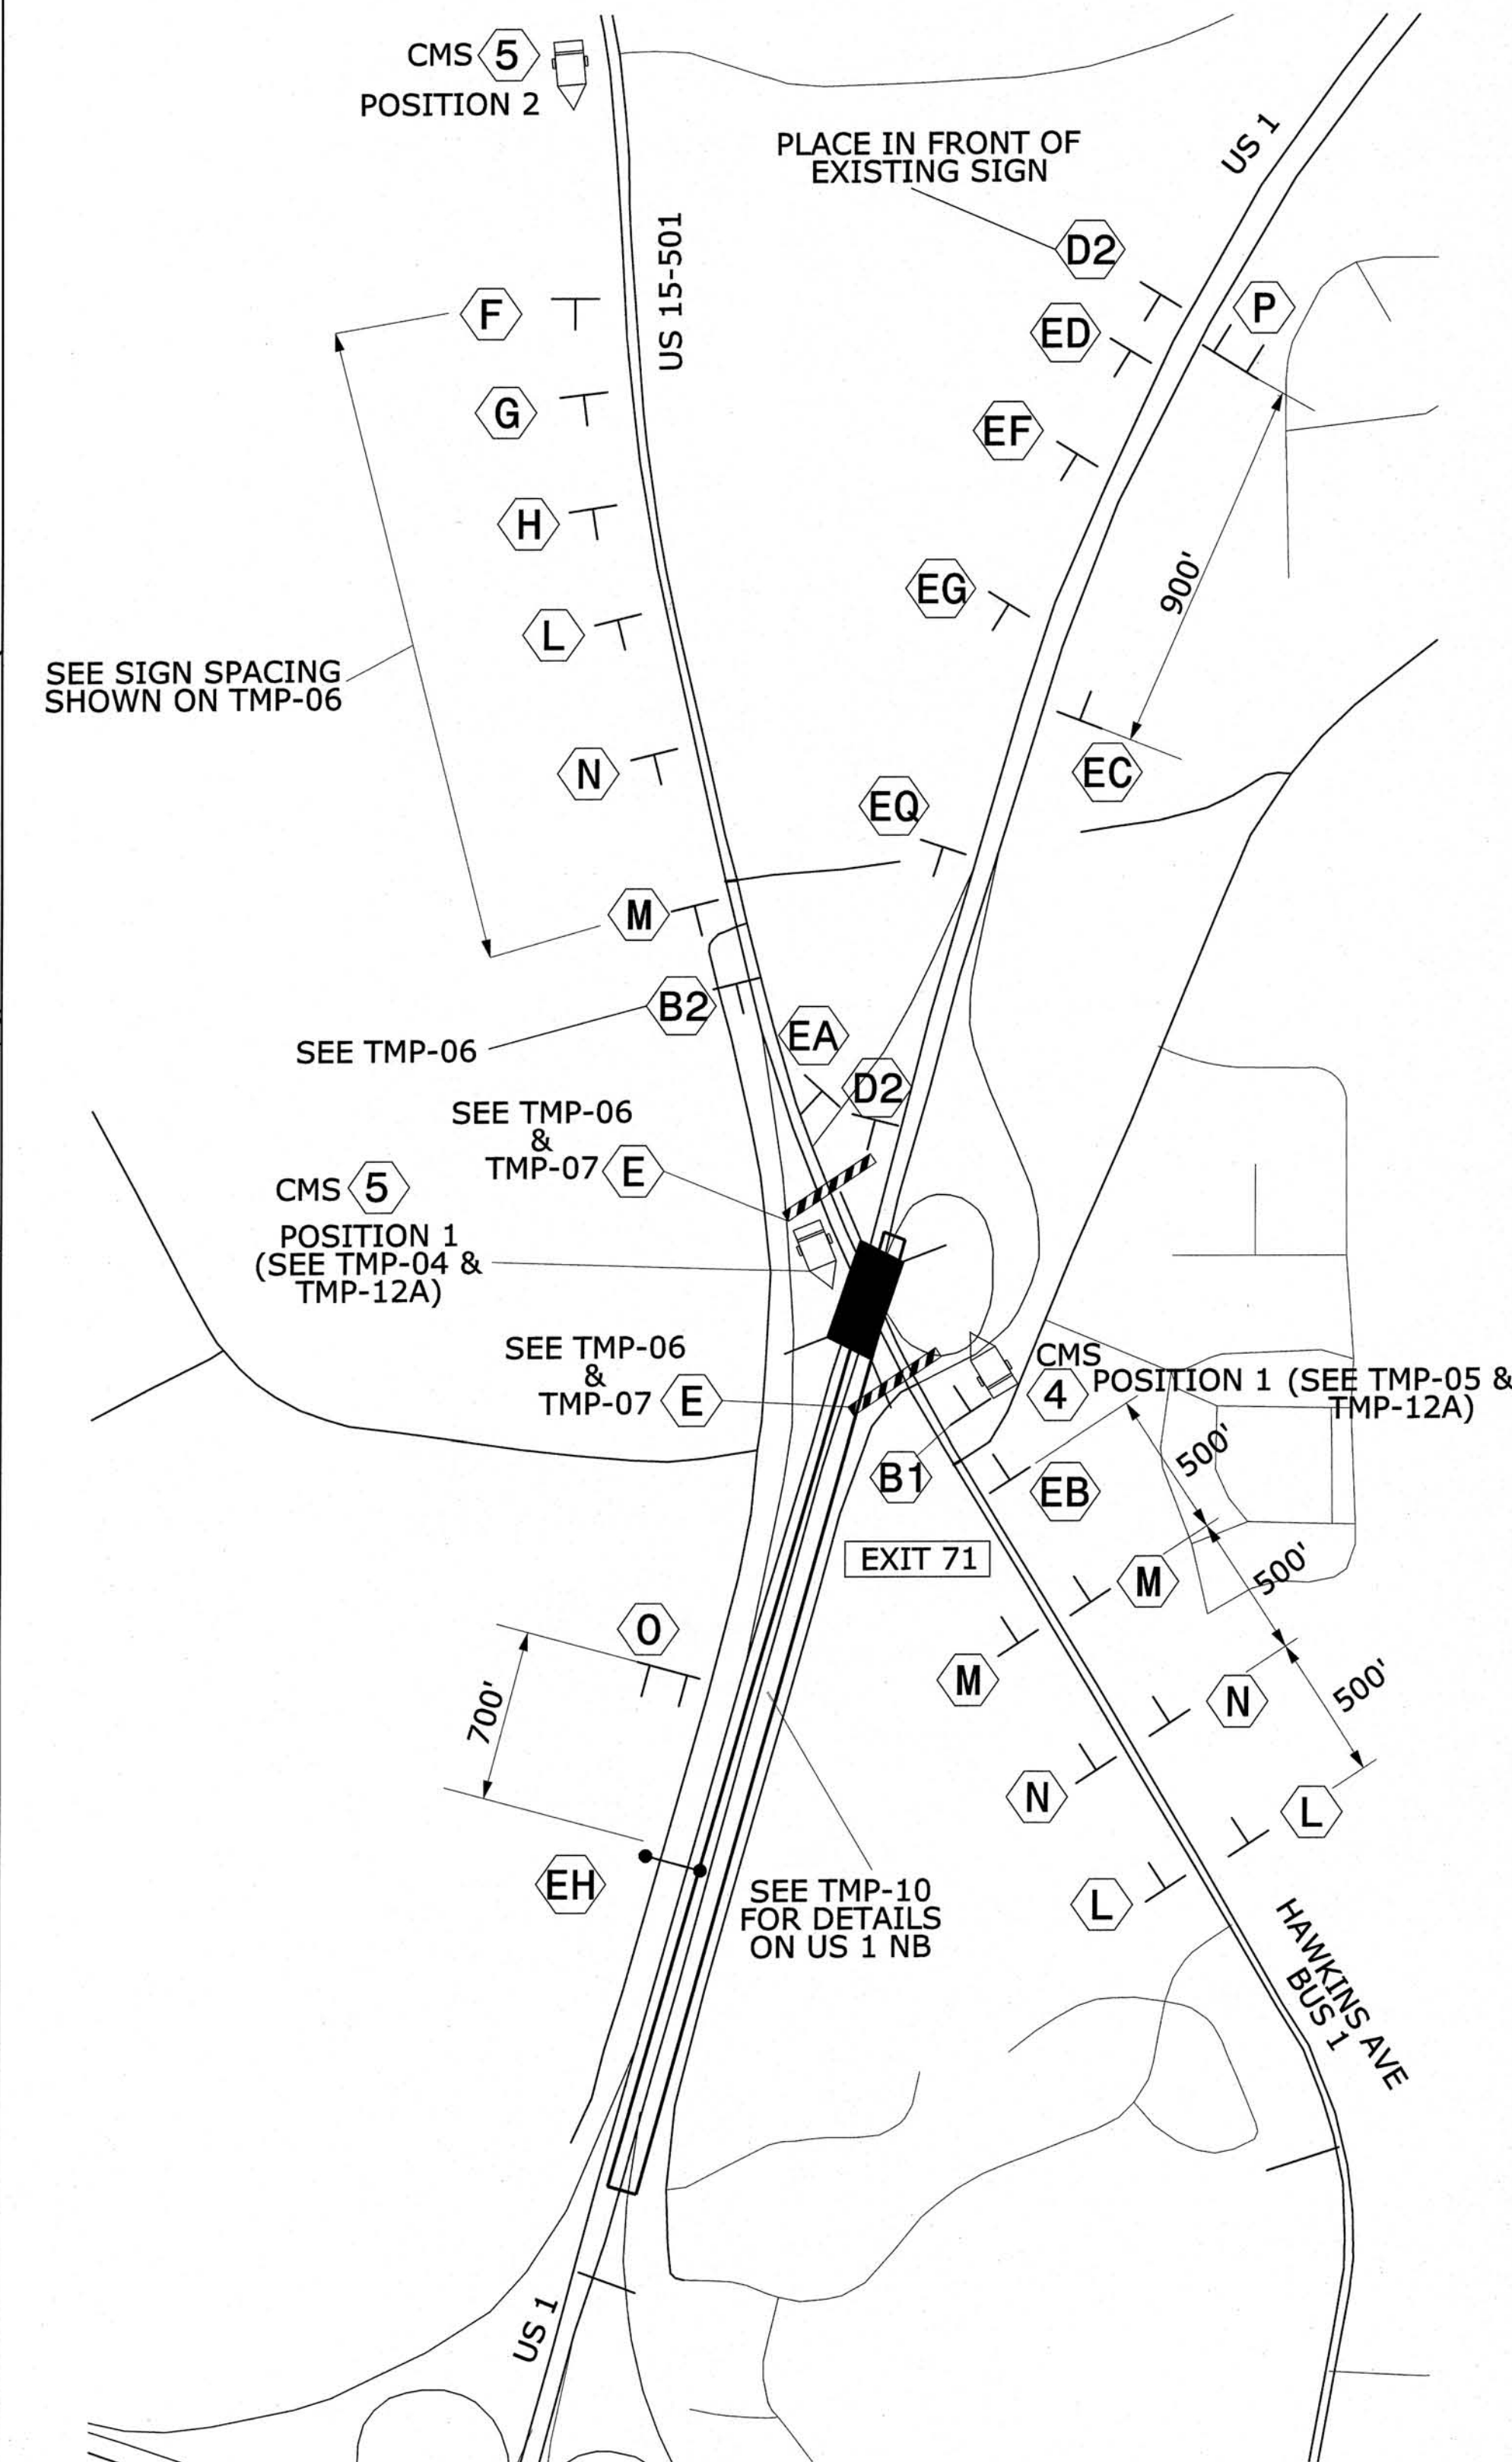 CMS 5
POSITION 2
PLACE IN FRONT OF
EXISTING SIGN
US 1
US 15-501
D2
P
F
ED
G
EF
H
EG
900'
L
SEE SIGN SPACING
SHOWN ON TMP-06
N
EC
EQ
M
B2
EA
SEE TMP-06
D2
SEE TMP-06
&
TMP-07 E
CMS 5
POSITION 1
(SEE TMP-04 &
TMP-12A)
SEE TMP-06
&
TMP-07 E
CMS
4 POSITION 1 (SEE TMP-05 &
TMP-12A)
500'
B1
EB
EXIT 71
500'
M
O
M
500'
N
700'
N
L
EH
SEE TMP-10
FOR DETAILS
ON US 1 NB
L
HAWKINS AVE
BUS 1
US 1